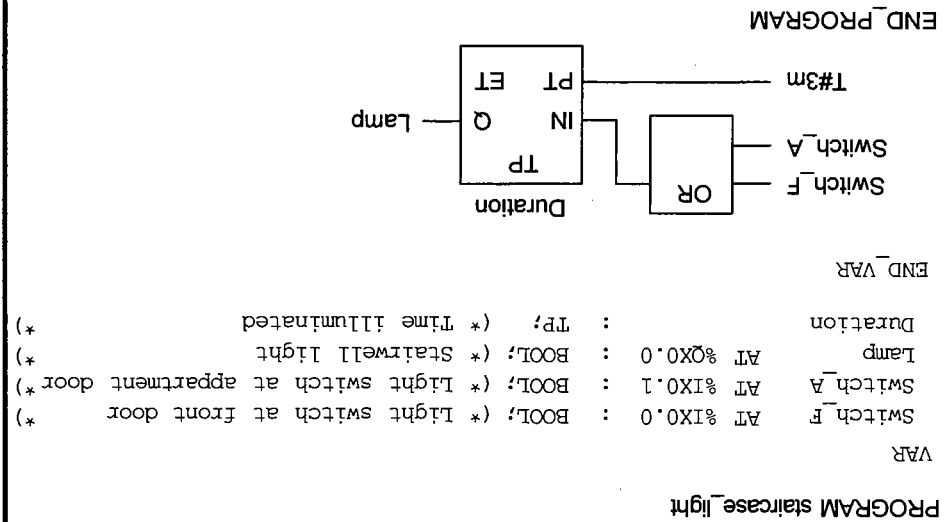 PROGRAM staircase_light
VAR
Switch_F AT %IX0.0 : BOOL; (* Light switch at front door *)
Switch_A AT %IX0.1 : BOOL; (* Light switch at appartment door *)
Lamp AT %QX0.0 : BOOL; (* Stairwell light *)
Duration : TP; (* Time illuminated *)
END_VAR
Duration
Switch_F OR TP
Switch_A IN Q Lamp
T#3m PT ET
END_PROGRAM